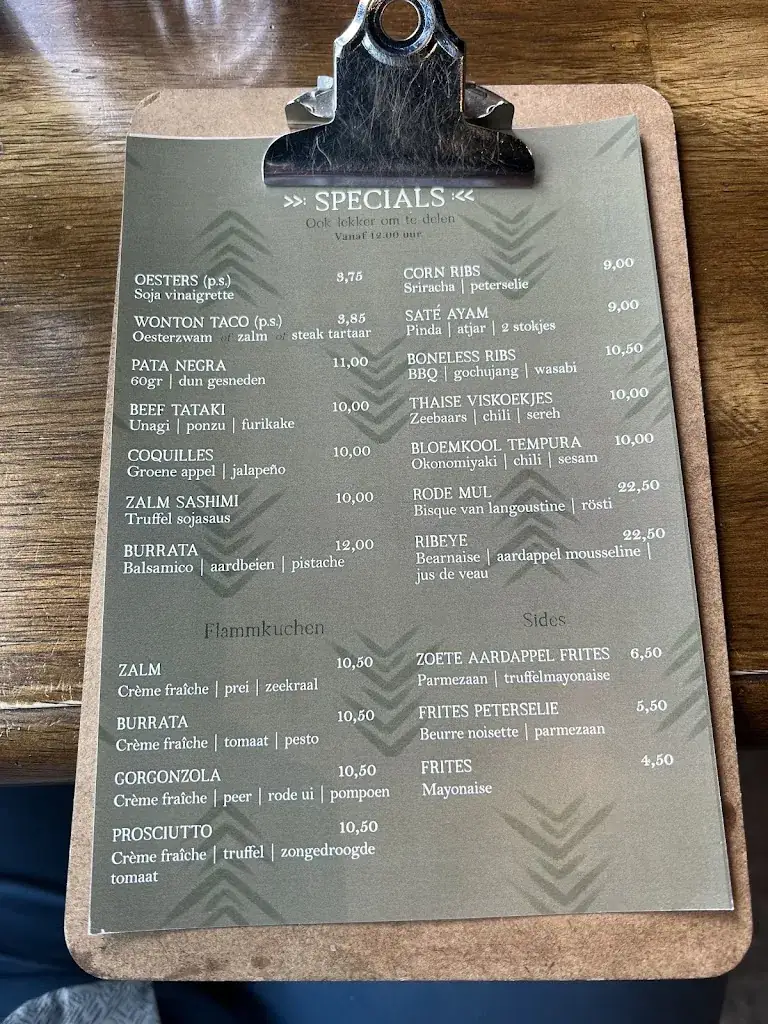 SPECIALS
Ook lekker om te delen
Vanaf 12.00 uur
OESTERS (p.s.) 3,75
Soja vinaigrette
WONTON TACO (p.s.) 3,85
Oesterzwam of zalm of steak tartaar
PATA NEGRA 11,00
60gr | dun gesneden
BEEF TATAKI 10,00
Unagi | ponzu | furikake
COQUILLES 10,00
Groene appel | jalapeño
ZALM SASHIMI 10,00
Truffel sojasaus
BURRATA 12,00
Balsamico | aardbeien | pistache
CORN RIBS 9,00
Sriracha | peterselie
SATÉ AYAM 9,00
Pinda | atjar | 2 stokjes
BONELESS RIBS 10,50
BBQ | gochujang | wasabi
THAISE VISKOEKJES 10,00
Zeebaars | chili | sereh
BLOEMKOOL TEMPURA 10,00
Okonomiyaki | chili | sesam
RODE MUL 22,50
Bisque van langoustine | rösti
RIBEYE 22,50
Bearnaise | aardappel mousseline |
jus de veau
Flammkuchen
ZALM 10,50
Crème fraîche | prei | zeekraal
BURRATA 10,50
Crème fraîche | tomaat | pesto
GORGONZOLA 10,50
Crème fraîche | peer | rode ui | pompoen
PROSCIUTTO 10,50
Crème fraîche | truffel | zongedroogde
tomaat
Sides
ZOETE AARDAPPEL FRITES 6,50
Parmezaan | truffelmayonaise
FRITES PETERSELIE 5,50
Beurre noisette | parmezaan
FRITES 4,50
Mayonaise